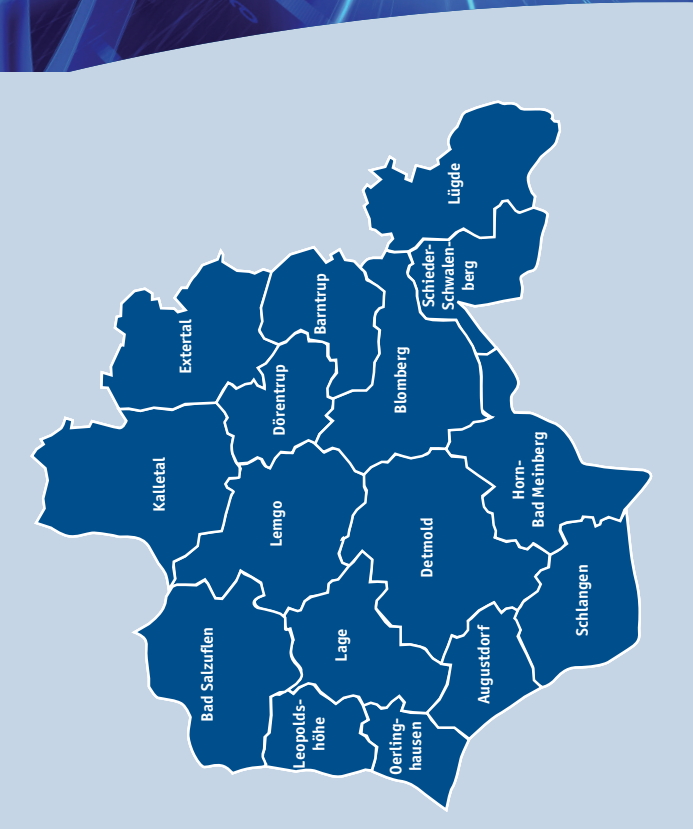 Kalletal
Extertal
Bad Salzuflen
Lemgo
Dörentrup
Barntrup
Leopolds-
höhe
Lage
Oerling-
hausen
Detmold
Blomberg
Schieder-
Schwalen-
berg
Lügde
Augustdorf
Horn-
Bad Meinberg
Schlangen